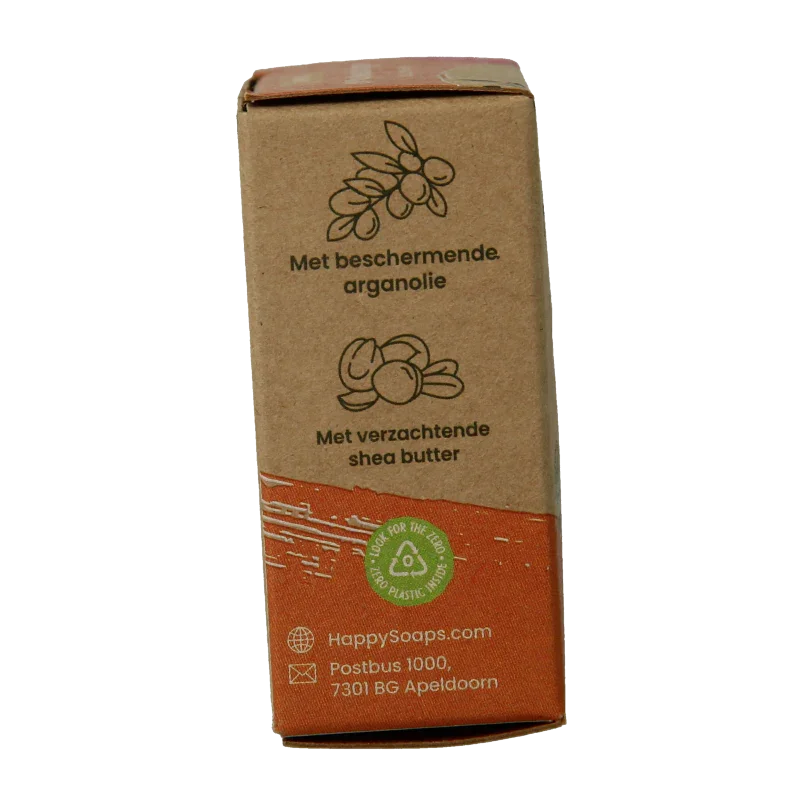 Met beschermende
arganolie
Met verzachtende
shea butter
• LOOK FOR THE ZERO •
ZERO PLASTIC INSIDE
0
HappySoaps.com
Postbus 1000,
7301 BG Apeldoorn